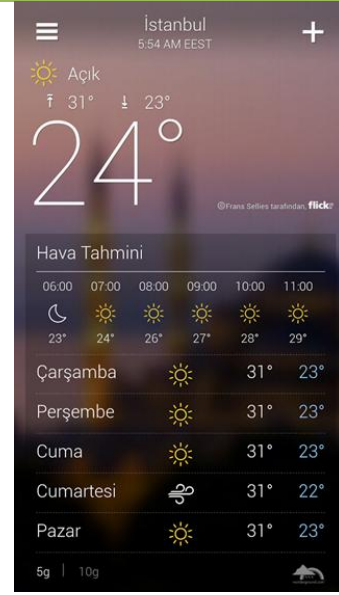 İstanbul
5:54 AM EEST
Açık
31° 23°
24°
©Frans Sellies tarafından, flickr
Hava Tahmini
06:00 07:00 08:00 09:00 10:00 11:00
23° 24° 26° 27° 28° 29°
Çarşamba 31° 23°
Perşembe 31° 23°
Cuma 31° 23°
Cumartesi 31° 22°
Pazar 31° 23°
5g | 10g